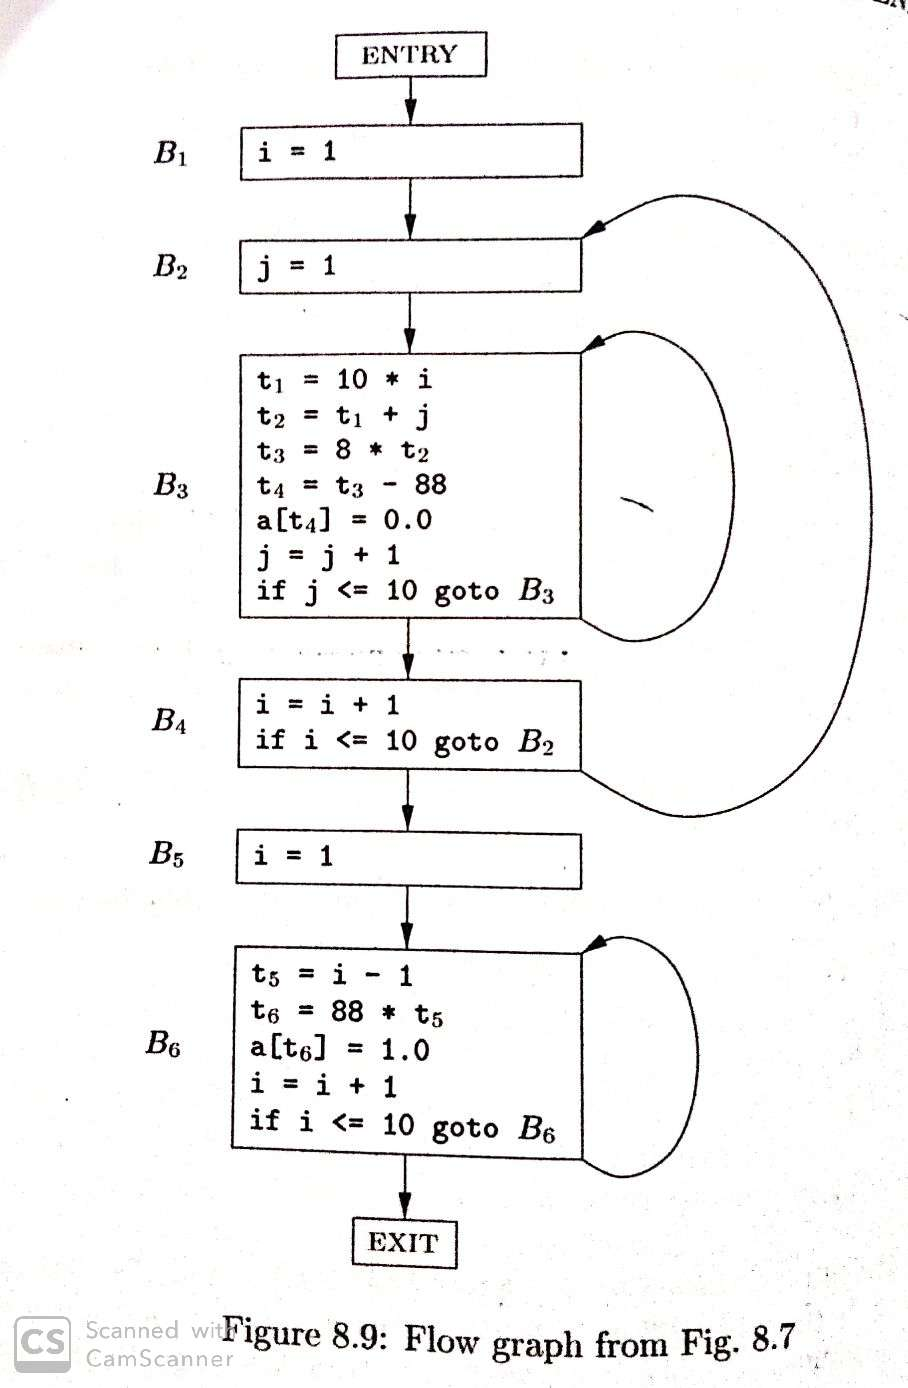 ENTRY
B₁
i = 1
B₂
j = 1
B₃
t₁ = 10 * i
t₂ = t₁ + j
t₃ = 8 * t₂
t₄ = t₃ - 88
a[t₄] = 0.0
j = j + 1
if j <= 10 goto B₃
B₄
i = i + 1
if i <= 10 goto B₂
B₅
i = 1
B₆
t₅ = i - 1
t₆ = 88 * t₅
a[t₆] = 1.0
i = i + 1
if i <= 10 goto B₆
EXIT
Figure 8.9: Flow graph from Fig. 8.7
CS
Scanned with
CamScanner